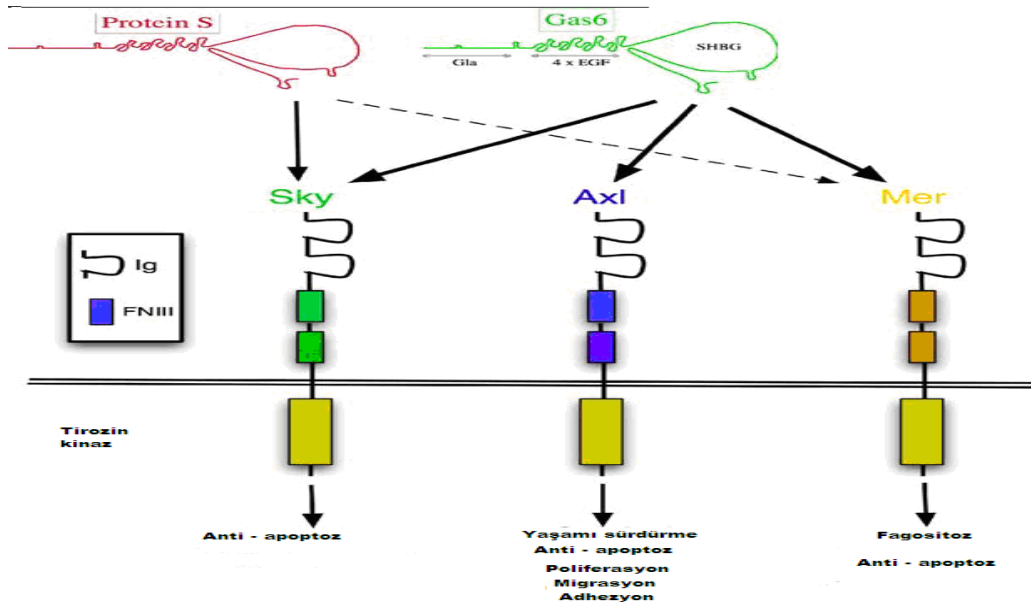 Protein S
Gas6
SHBG
Gla
4 x EGF
Sky
Axl
Mer
Ig
FNIII
Tirozin
kinaz
Anti - apoptoz
Yaşamı sürdürme
Anti - apoptoz
Poliferasyon
Migrasyon
Adhezyon
Fagositoz
Anti - apoptoz